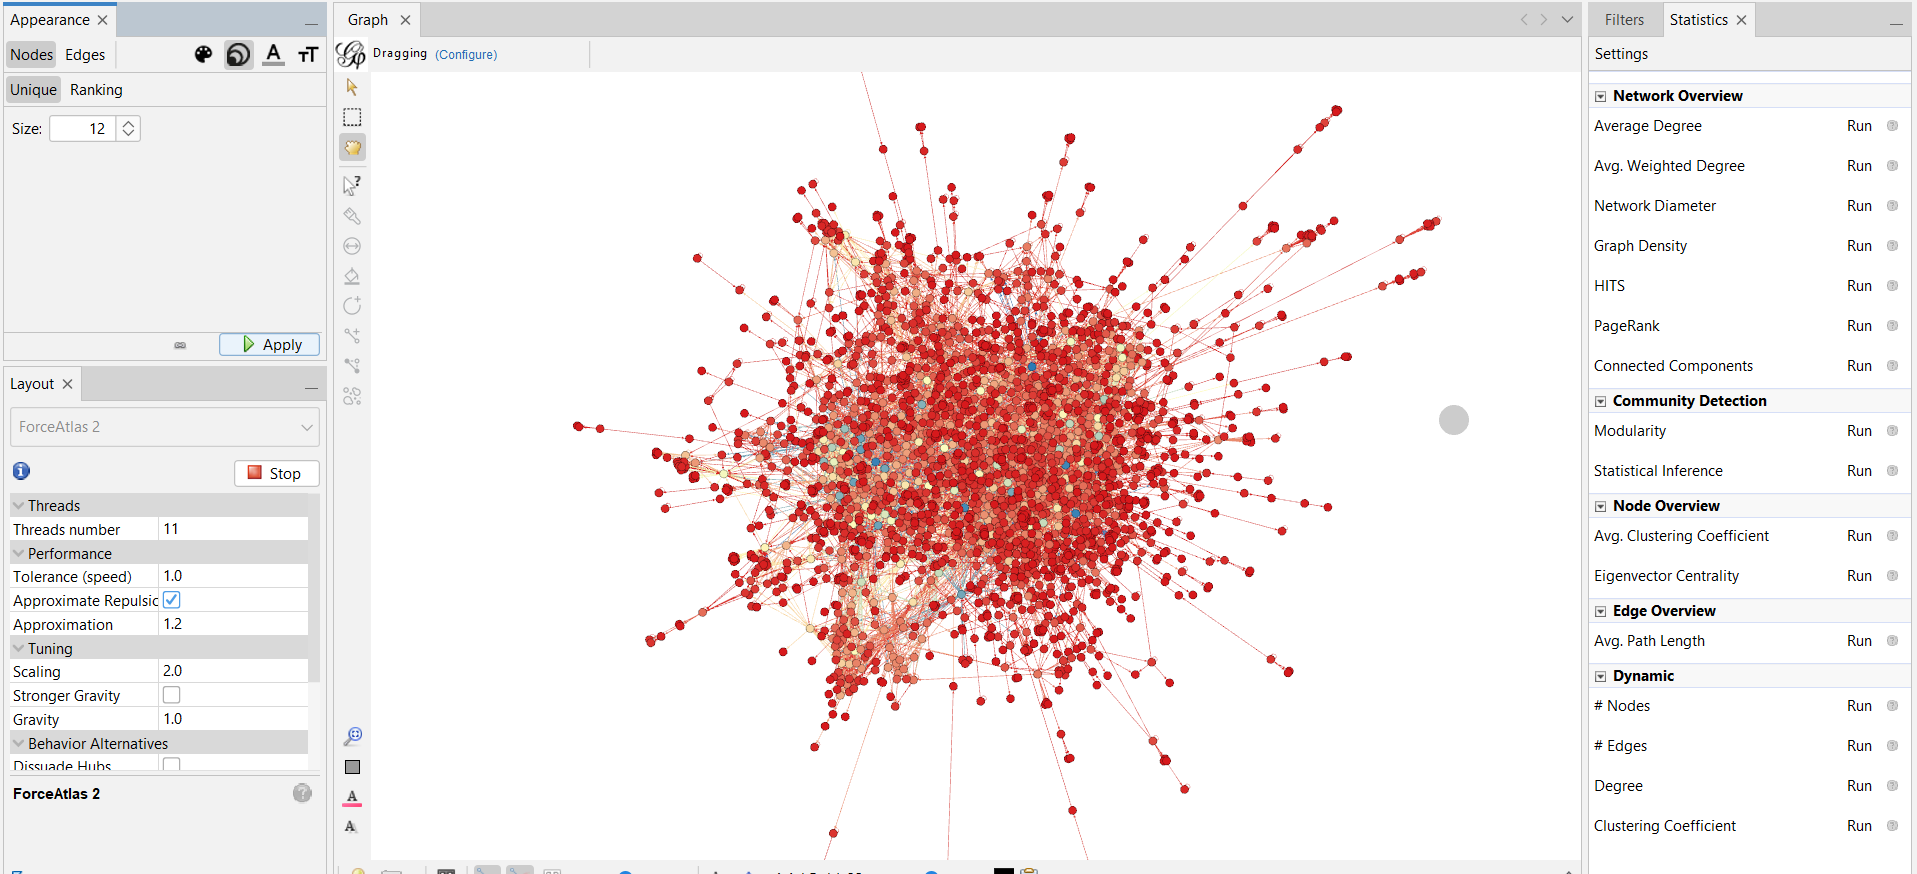 Appearance
Nodes Edges A TT
Unique Ranking
Size: 12
Apply
Layout
ForceAtlas 2
Stop
Threads
Threads number 11
Performance
Tolerance (speed) 1.0
Approximate Repulsic
Approximation 1.2
Tuning
Scaling 2.0
Stronger Gravity
Gravity 1.0
Behavior Alternatives
Dissuade Hubs
ForceAtlas 2
Graph
Dragging (Configure)
A
A
Filters Statistics
Settings
Network Overview
Average Degree Run
Avg. Weighted Degree Run
Network Diameter Run
Graph Density Run
HITS Run
PageRank Run
Connected Components Run
Community Detection
Modularity Run
Statistical Inference Run
Node Overview
Avg. Clustering Coefficient Run
Eigenvector Centrality Run
Edge Overview
Avg. Path Length Run
Dynamic
# Nodes Run
# Edges Run
Degree Run
Clustering Coefficient Run